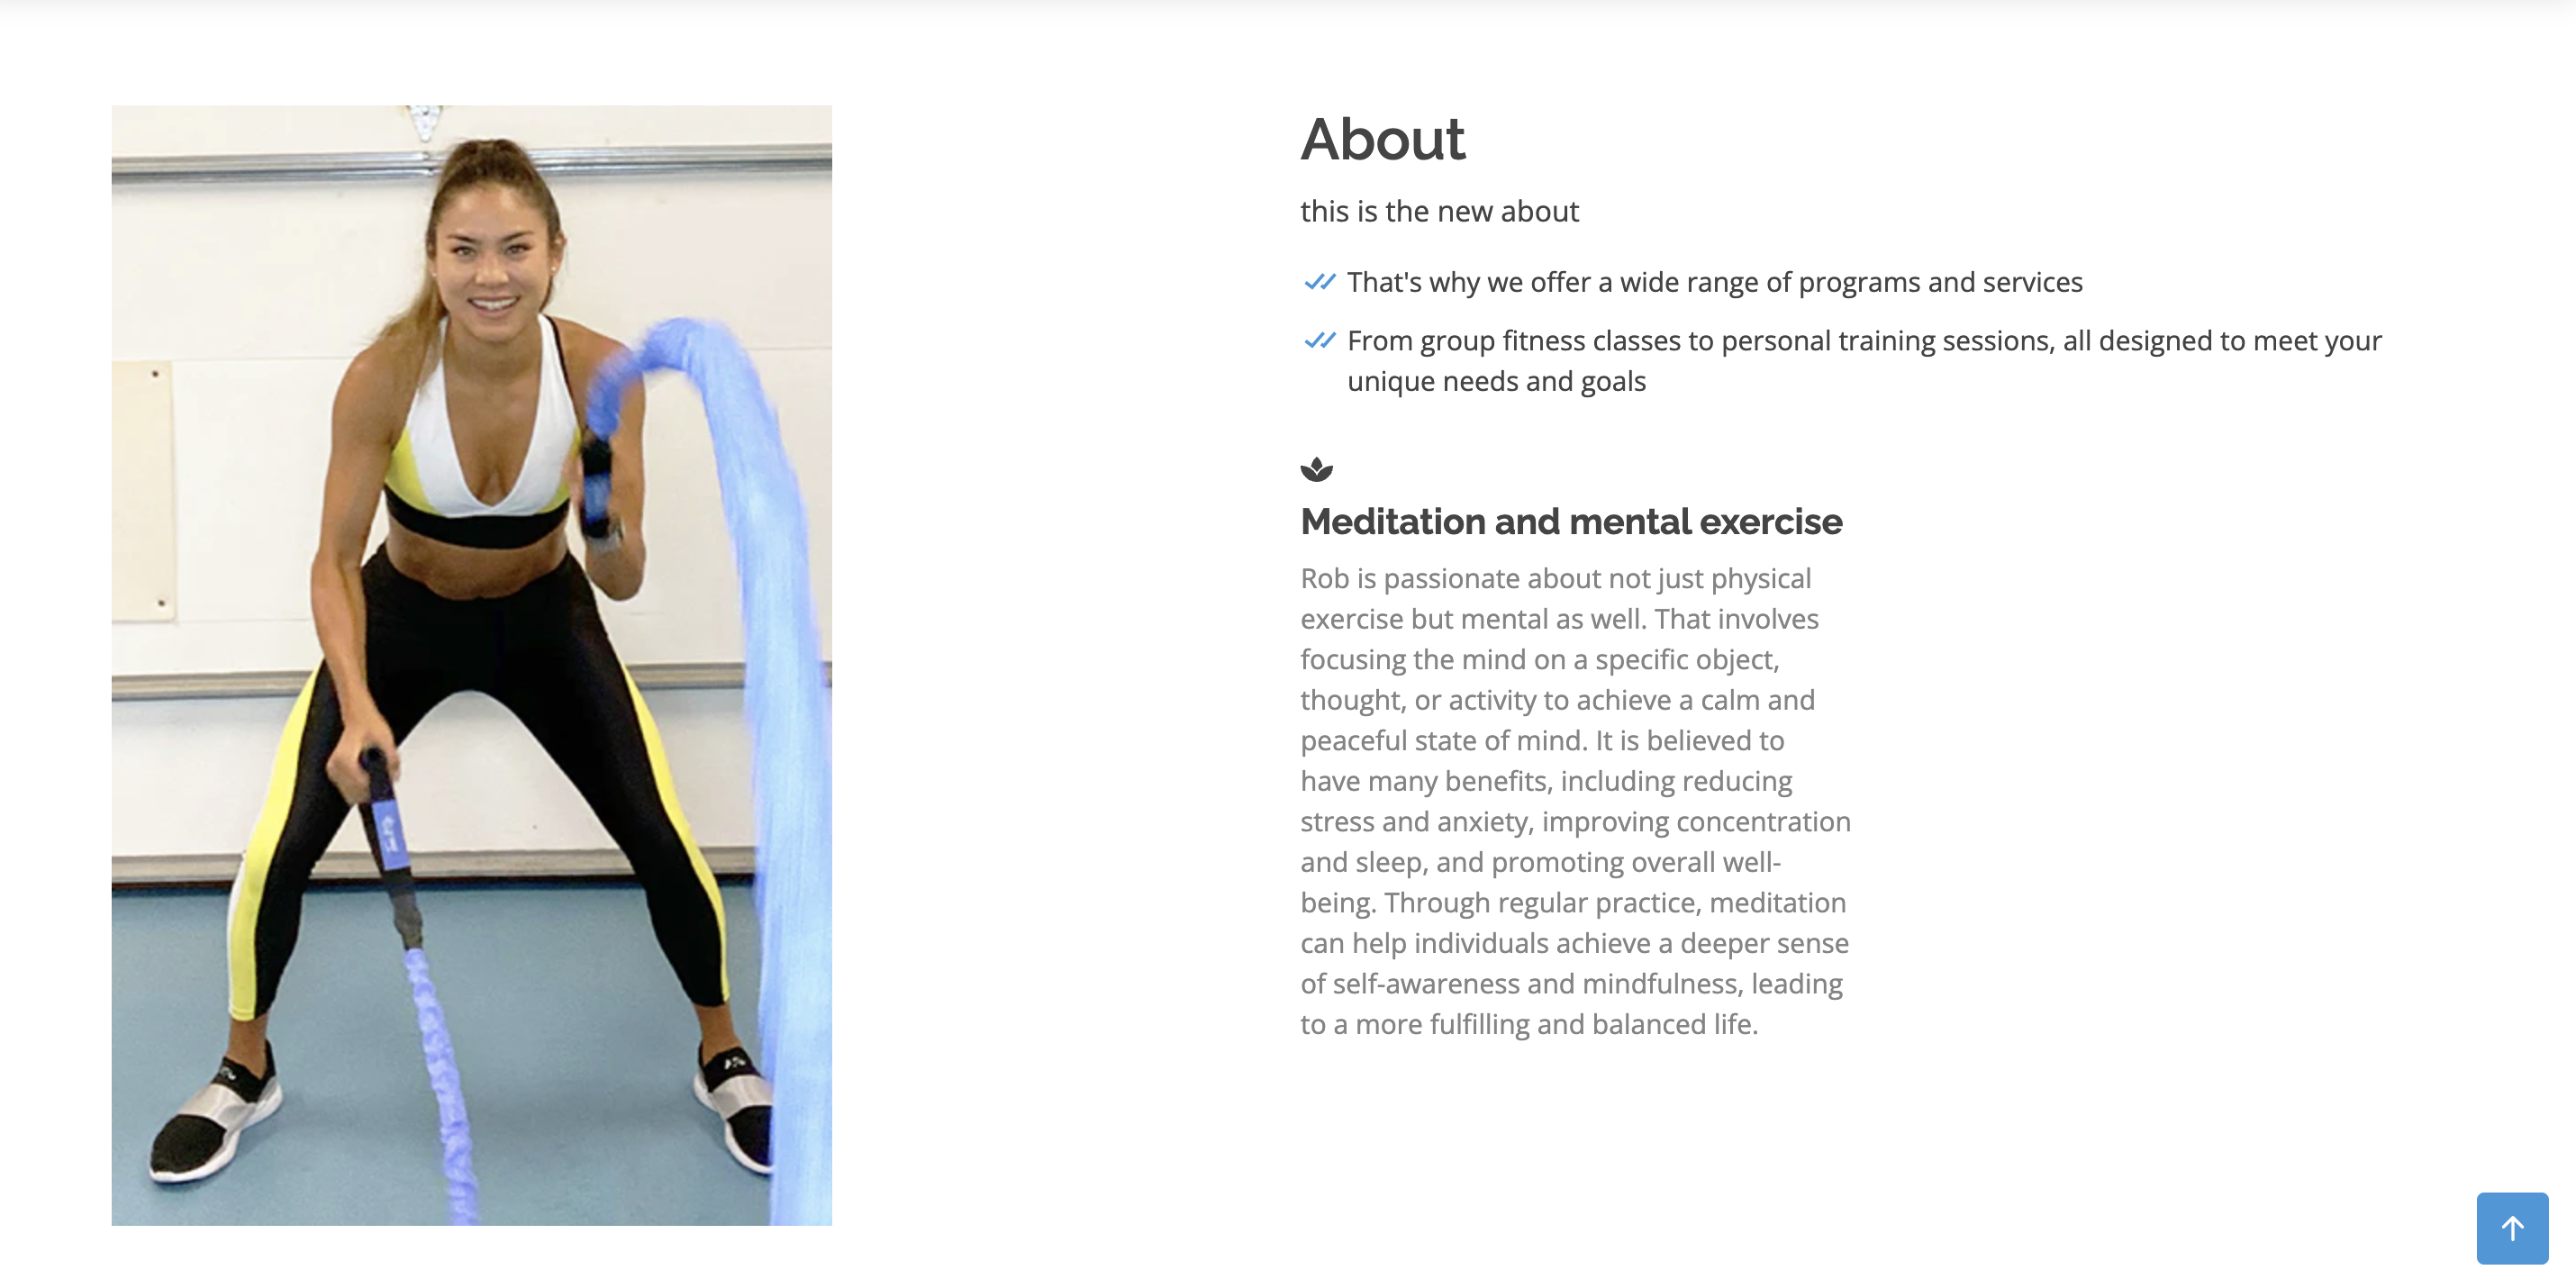 About
this is the new about
That's why we offer a wide range of programs and services
From group fitness classes to personal training sessions, all designed to meet your
unique needs and goals
Meditation and mental exercise
Rob is passionate about not just physical
exercise but mental as well. That involves
focusing the mind on a specific object,
thought, or activity to achieve a calm and
peaceful state of mind. It is believed to
have many benefits, including reducing
stress and anxiety, improving concentration
and sleep, and promoting overall well-
being. Through regular practice, meditation
can help individuals achieve a deeper sense
of self-awareness and mindfulness, leading
to a more fulfilling and balanced life.